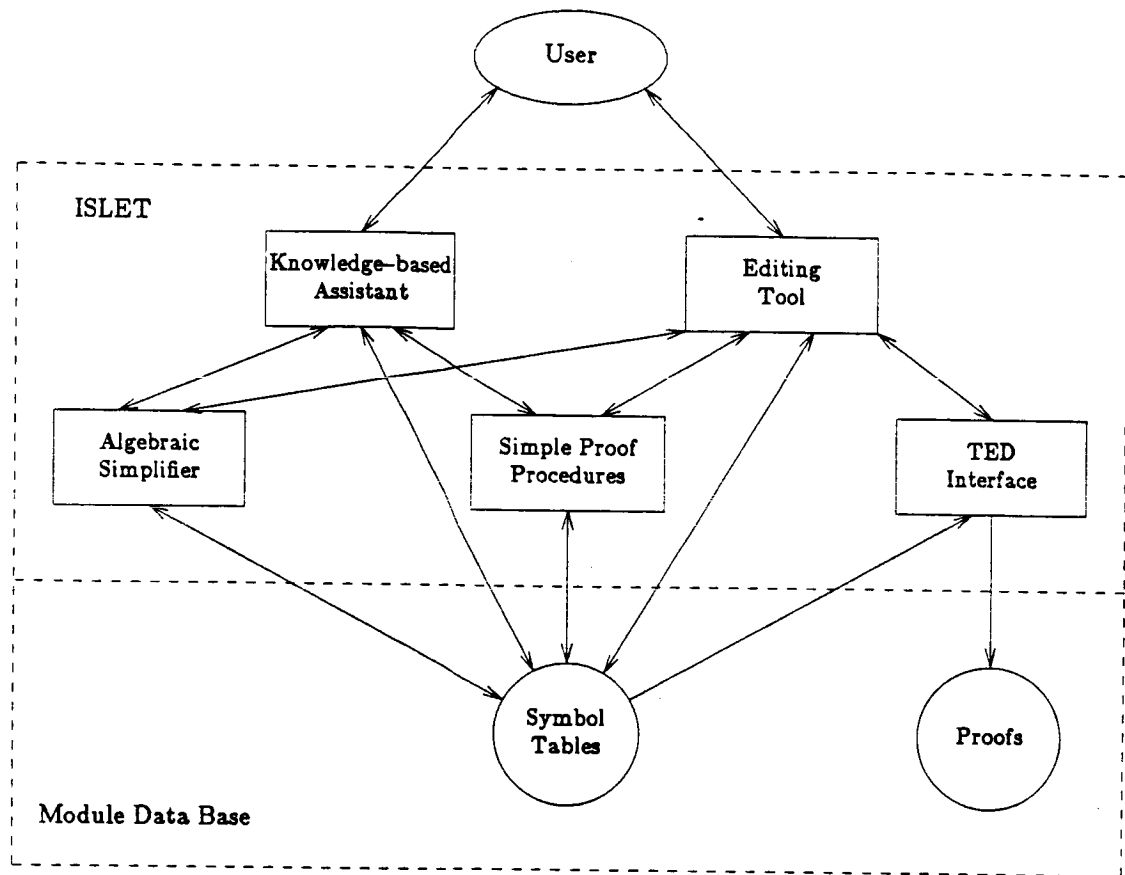 User
ISLET
Knowledge–based
Assistant
Editing
Tool
Algebraic
Simplifier
Simple Proof
Procedures
TED
Interface
Symbol
Tables
Proofs
Module Data Base